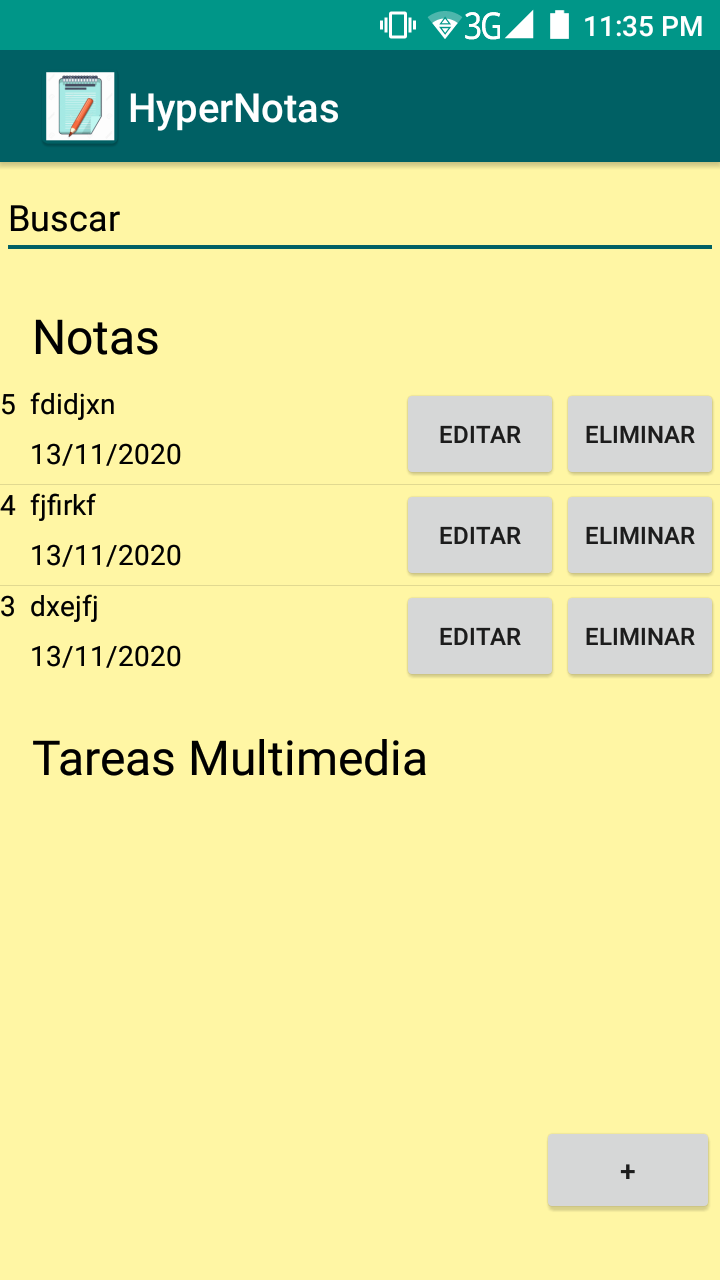 3G 11:35 PM
HyperNotas
Buscar
Notas
5 fdidjxn
13/11/2020
EDITAR ELIMINAR
4 fjfirkf
13/11/2020
EDITAR ELIMINAR
3 dxejfj
13/11/2020
EDITAR ELIMINAR
Tareas Multimedia
+